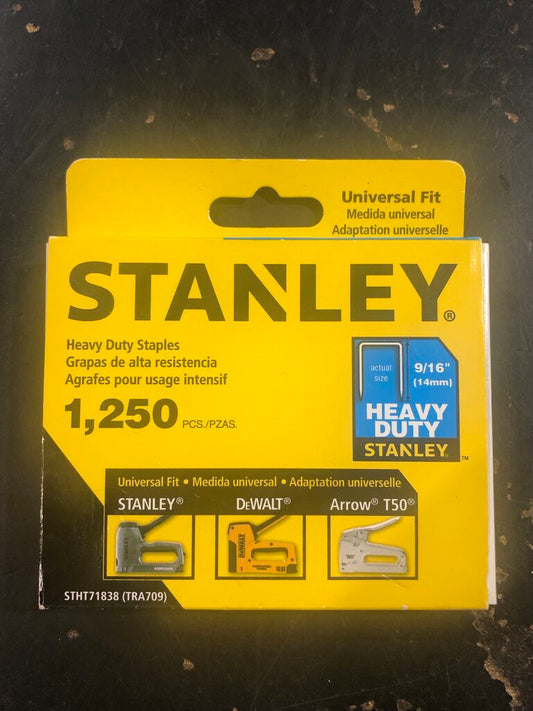 Universal Fit
Medida universal
Adaptation universelle
STANLEY®
Heavy Duty Staples
Grapas de alta resistencia
Agrafes pour usage intensif
1,250 PCS./PZAS.
actual
size
9/16"
(14mm)
HEAVY
DUTY
STANLEY™
Universal Fit • Medida universal • Adaptation universelle
STANLEY® DEWALT® Arrow® T50®
STANLEY
DEWALT
STHT71838 (TRA709)